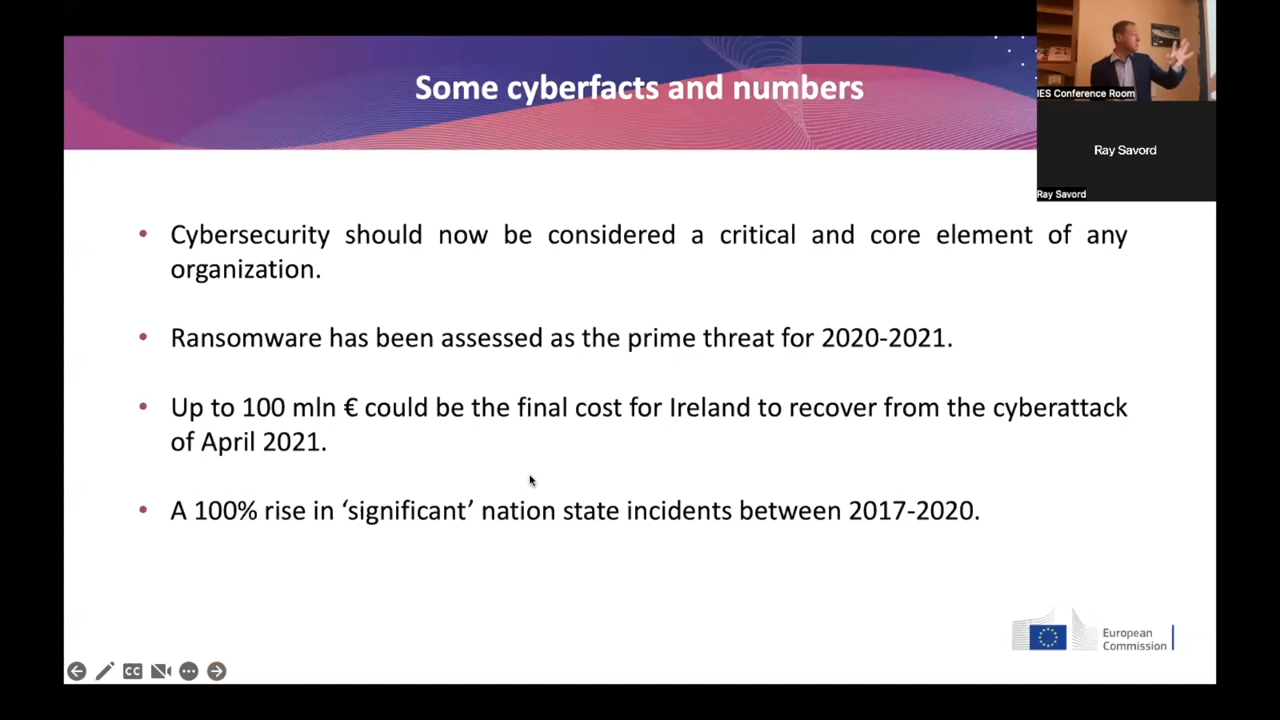 Some cyberfacts and numbers
IES Conference Room
Ray Savord
Ray Savord
• Cybersecurity should now be considered a critical and core element of any
organization.
• Ransomware has been assessed as the prime threat for 2020-2021.
• Up to 100 mln € could be the final cost for Ireland to recover from the cyberattack
of April 2021.
• A 100% rise in ‘significant’ nation state incidents between 2017-2020.
European
Commission
CC